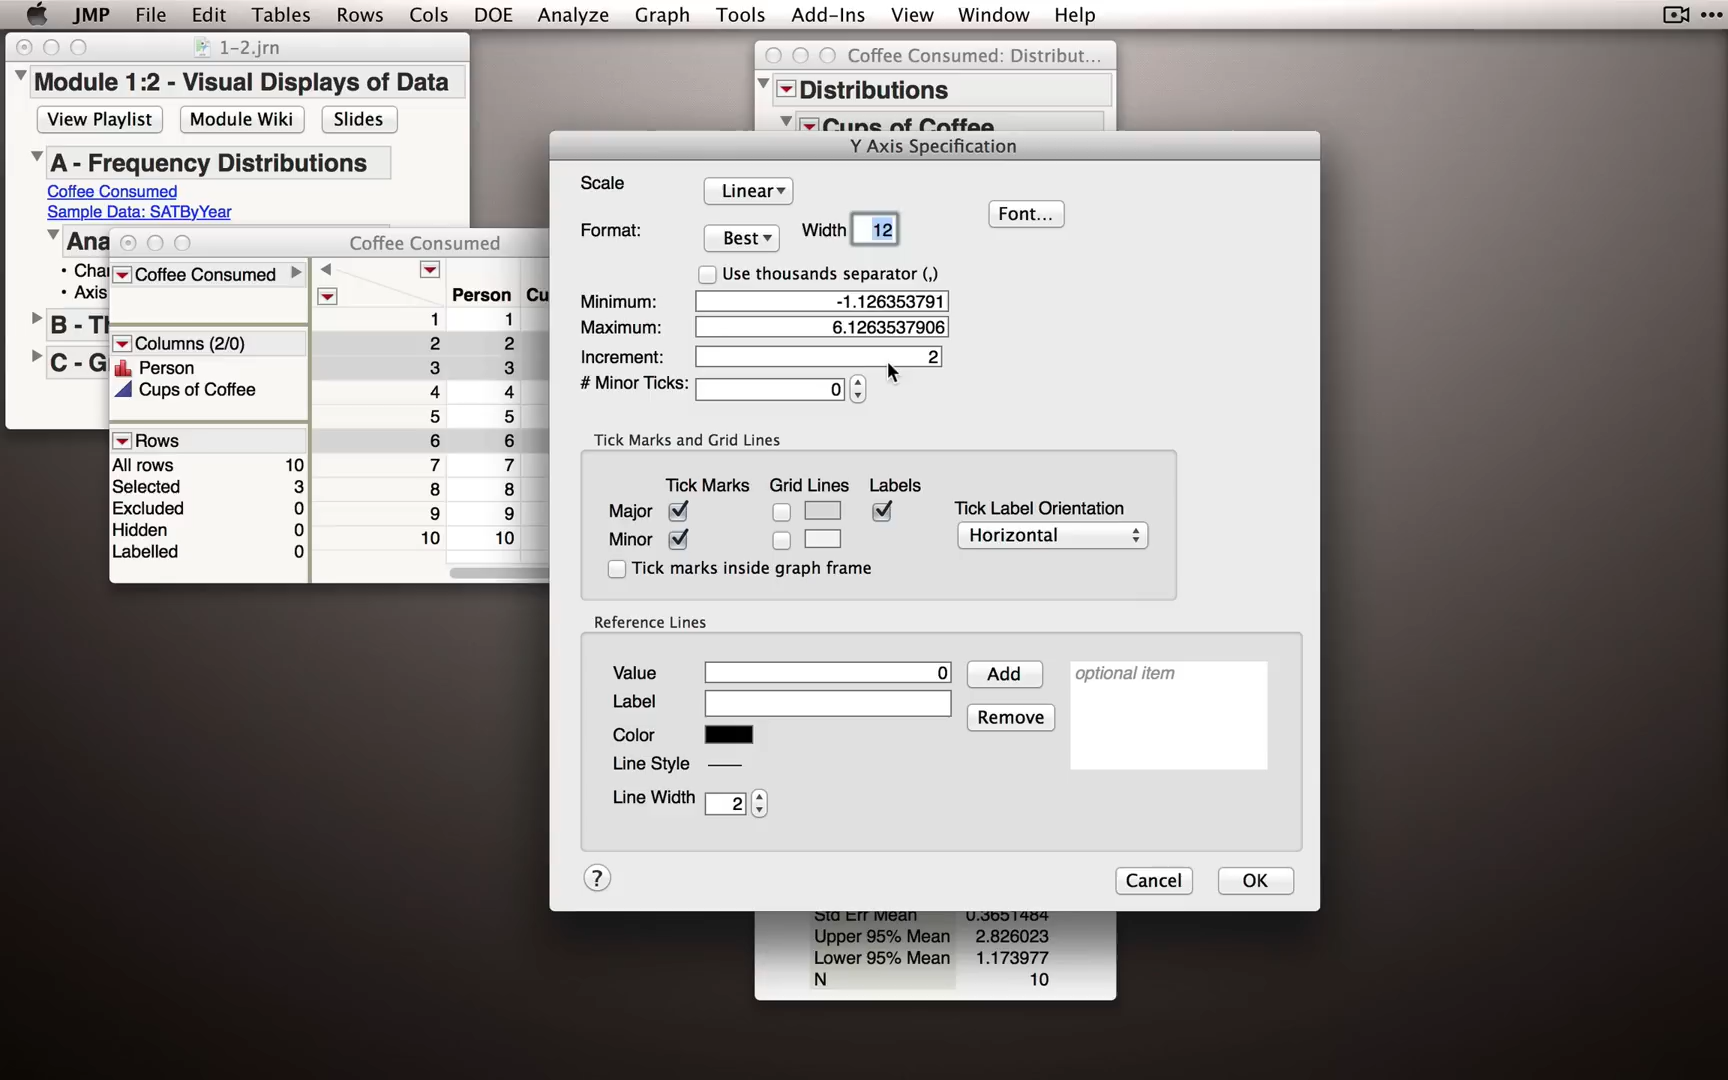 JMP File Edit Tables Rows Cols DOE Analyze Graph Tools Add-Ins View Window Help
1-2.jrn
Module 1:2 - Visual Displays of Data
View Playlist Module Wiki Slides
A - Frequency Distributions
Coffee Consumed
Sample Data: SATByYear
Ana
• Cha
• Axis
B - Th
C - G
Coffee Consumed
Coffee Consumed
Columns (2/0)
Person
Cups of Coffee
Rows
All rows 10
Selected 3
Excluded 0
Hidden 0
Labelled 0
Person Cu
1 1
2 2
3 3
4 4
5 5
6 6
7 7
8 8
9 9
10 10
Coffee Consumed: Distribut...
Distributions
Cups of Coffee
Y Axis Specification
Scale Linear
Format: Best Width 12
Font...
Use thousands separator (,)
Minimum: -1.126353791
Maximum: 6.1263537906
Increment: 2
# Minor Ticks: 0
Tick Marks and Grid Lines
Tick Marks Grid Lines Labels
Major
Minor
Tick Label Orientation
Horizontal
Tick marks inside graph frame
Reference Lines
Value 0
Label
Color
Line Style
Line Width 2
Add
Remove
optional item
?
Cancel OK
Std Err Mean 0.3651484
Upper 95% Mean 2.826023
Lower 95% Mean 1.173977
N 10